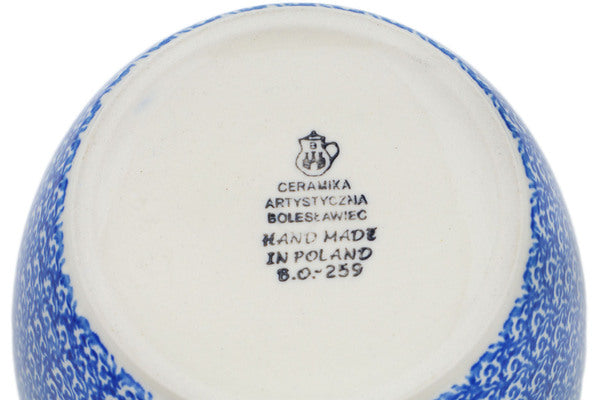 B
CERAMIKA
ARTYSTYCZNA
BOLESŁAWIEC
HAND MADE
IN POLAND
B.O.-259